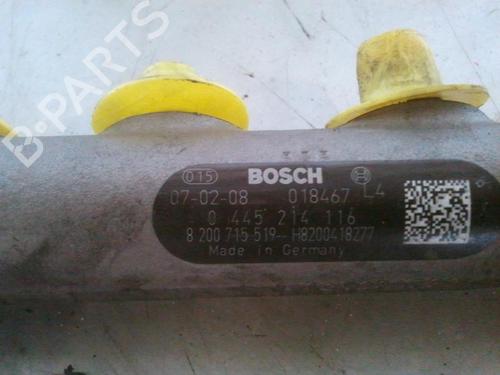 B-PARTS
015 BOSCH
07-02-08 018467 L4
0 445 214 116
8 200 715 519-- H8200418277
Made in Germany